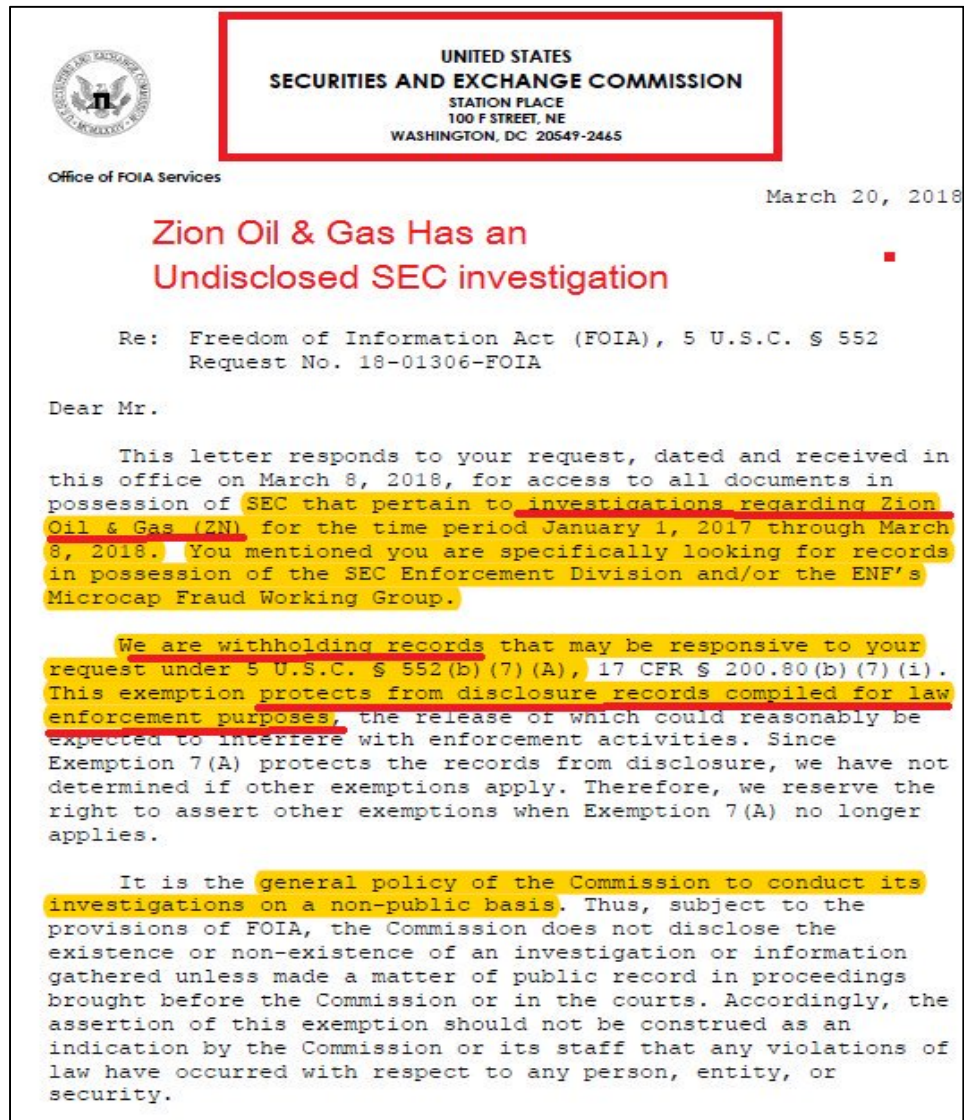 UNITED STATES
SECURITIES AND EXCHANGE COMMISSION
STATION PLACE
100 F STREET, NE
WASHINGTON, DC 20549-2465
Office of FOIA Services
March 20, 2018
Zion Oil & Gas Has an
Undisclosed SEC investigation
Re: Freedom of Information Act (FOIA), 5 U.S.C. § 552
Request No. 18-01306-FOIA
Dear Mr.
This letter responds to your request, dated and received in
this office on March 8, 2018, for access to all documents in
possession of SEC that pertain to investigations regarding Zion
Oil & Gas (ZN) for the time period January 1, 2017 through March
8, 2018. You mentioned you are specifically looking for records
in possession of the SEC Enforcement Division and/or the ENF's
Microcap Fraud Working Group.
We are withholding records that may be responsive to your
request under 5 U.S.C. § 552(b)(7)(A), 17 CFR § 200.80(b)(7)(i).
This exemption protects from disclosure records compiled for law
enforcement purposes, the release of which could reasonably be
expected to interfere with enforcement activities. Since
Exemption 7(A) protects the records from disclosure, we have not
determined if other exemptions apply. Therefore, we reserve the
right to assert other exemptions when Exemption 7(A) no longer
applies.
It is the general policy of the Commission to conduct its
investigations on a non-public basis. Thus, subject to the
provisions of FOIA, the Commission does not disclose the
existence or non-existence of an investigation or information
gathered unless made a matter of public record in proceedings
brought before the Commission or in the courts. Accordingly, the
assertion of this exemption should not be construed as an
indication by the Commission or its staff that any violations of
law have occurred with respect to any person, entity, or
security.